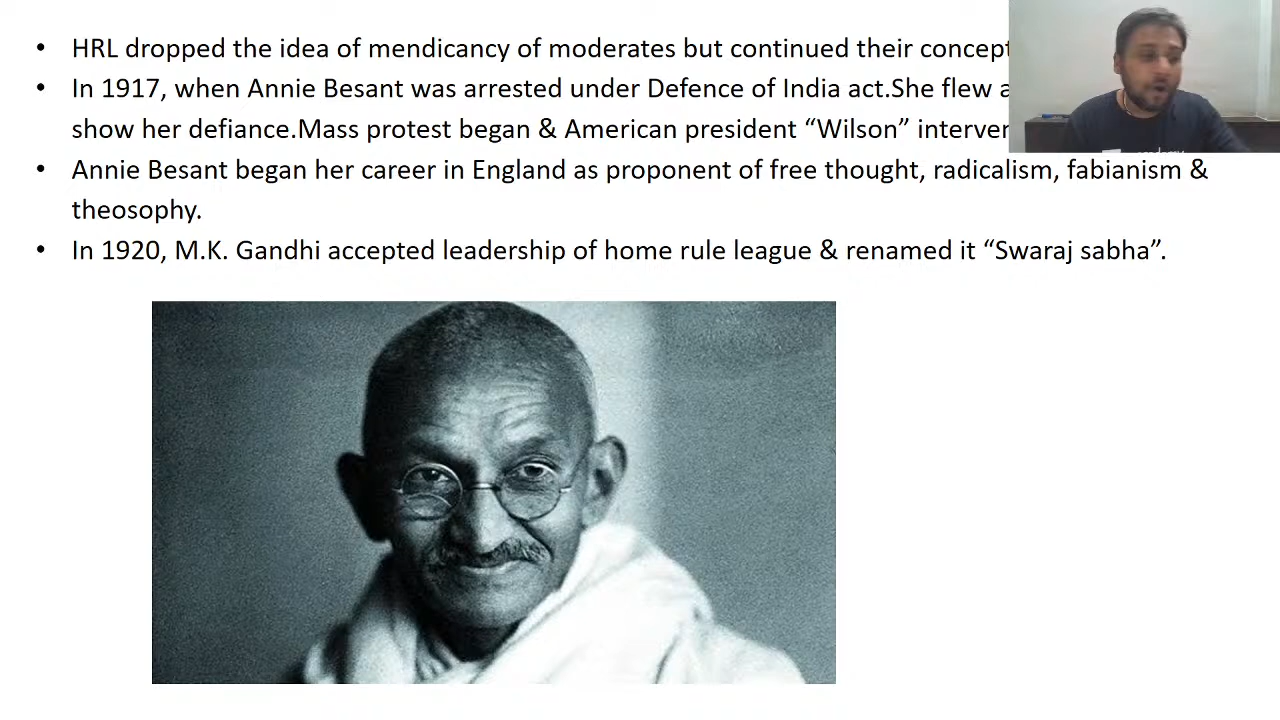 • HRL dropped the idea of mendicancy of moderates but continued their concept
• In 1917, when Annie Besant was arrested under Defence of India act.She flew a
show her defiance.Mass protest began & American president “Wilson” interven
• Annie Besant began her career in England as proponent of free thought, radicalism, fabianism &
theosophy.
• In 1920, M.K. Gandhi accepted leadership of home rule league & renamed it “Swaraj sabha”.